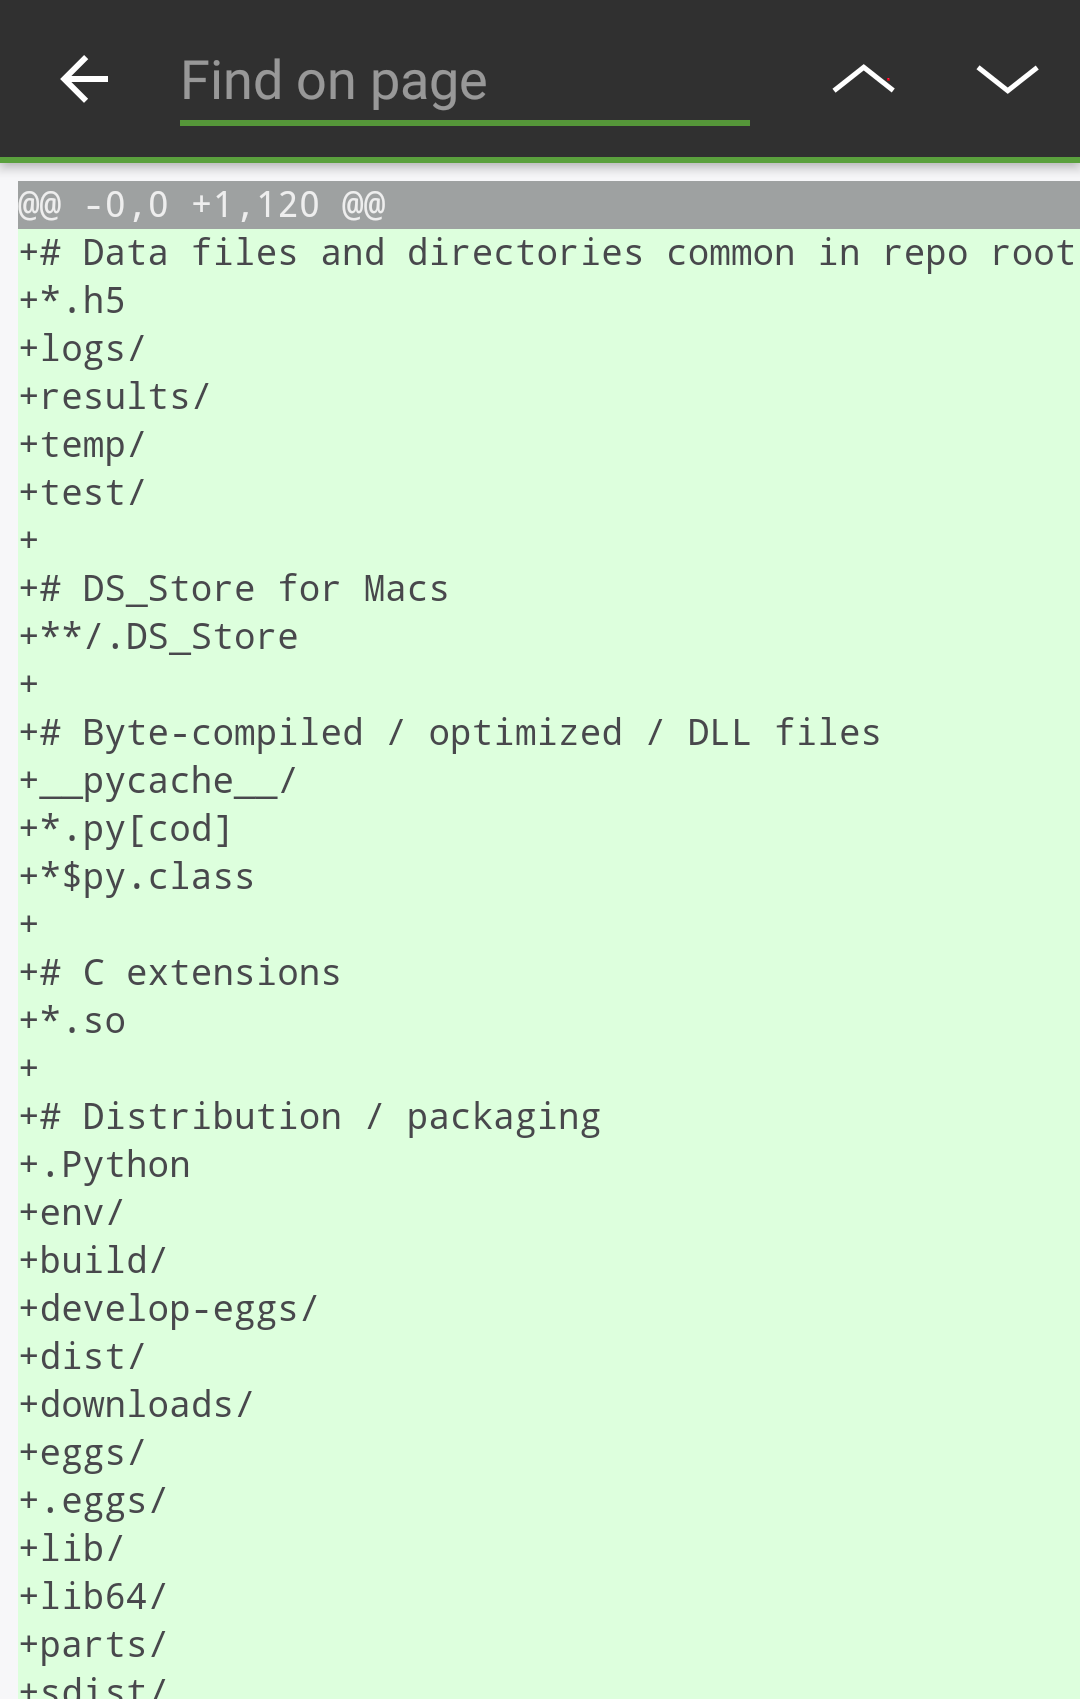 Find on page
@@ -0,0 +1,120 @@
+# Data files and directories common in repo root
+*.h5
+logs/
+results/
+temp/
+test/
+
+# DS_Store for Macs
+**/.DS_Store
+
+# Byte-compiled / optimized / DLL files
+__pycache__/
+*.py[cod]
+*$py.class
+
+# C extensions
+*.so
+
+# Distribution / packaging
+.Python
+env/
+build/
+develop-eggs/
+dist/
+downloads/
+eggs/
+.eggs/
+lib/
+lib64/
+parts/
+sdist/